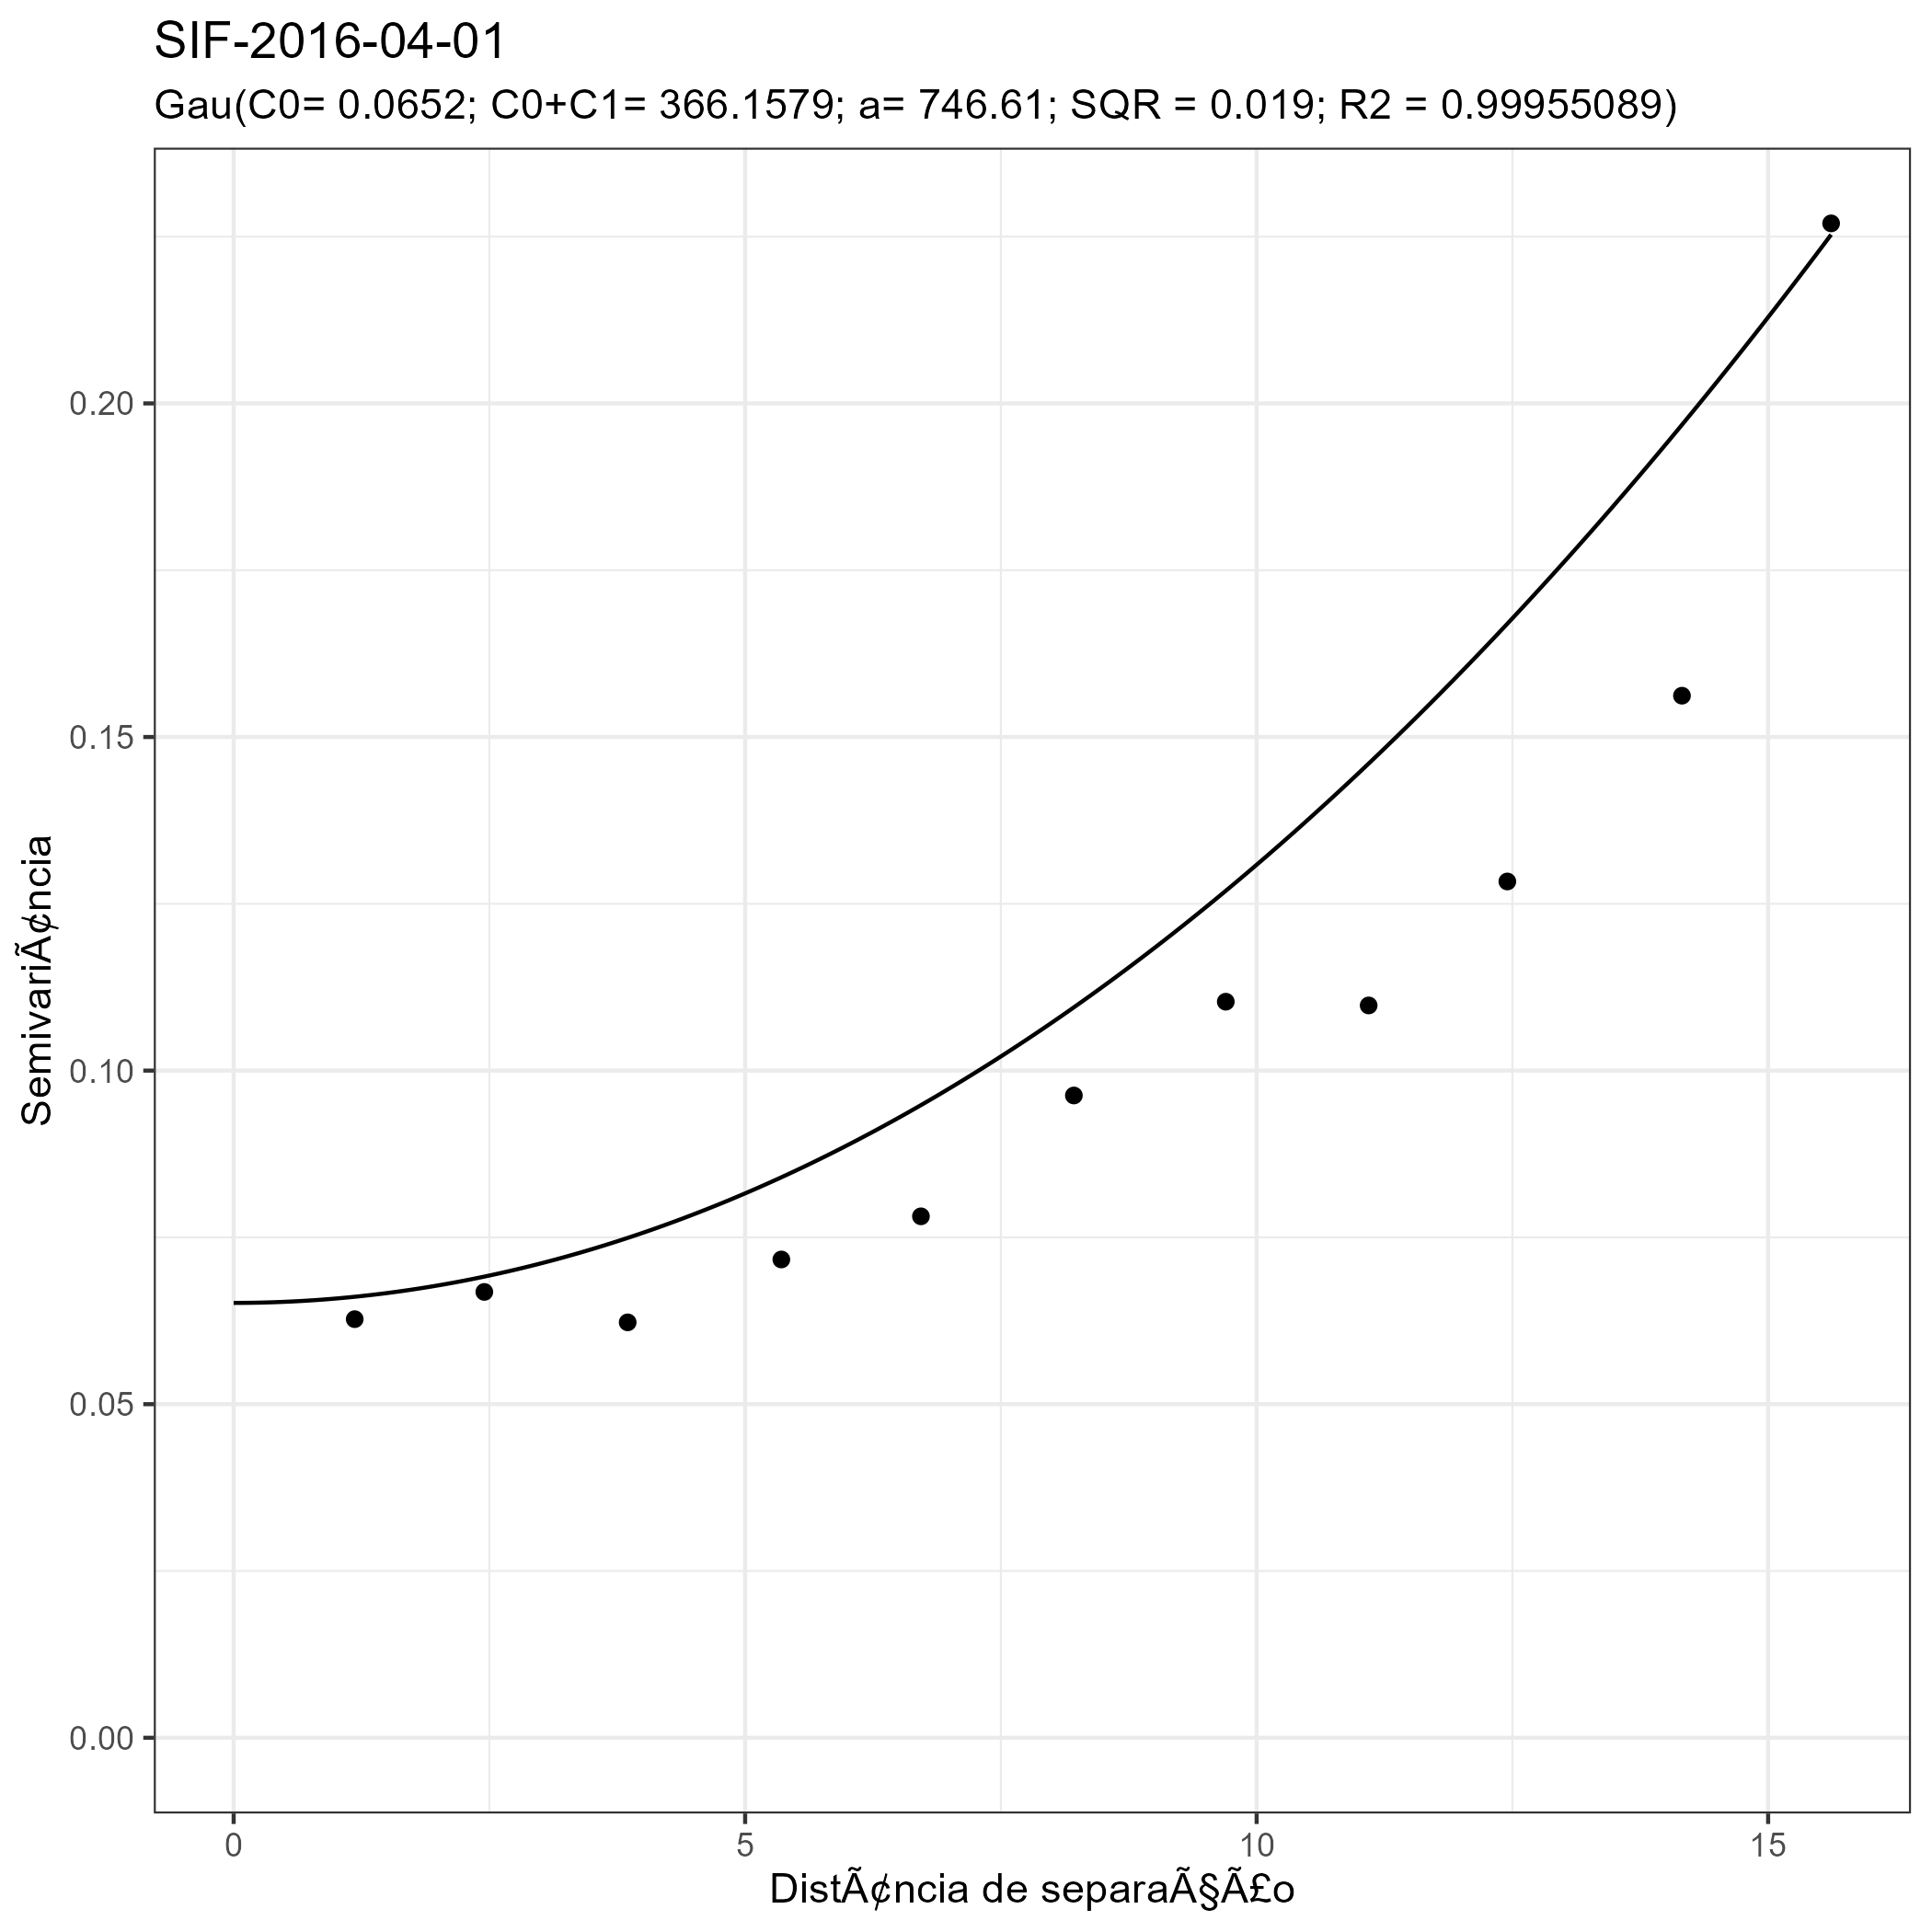 SIF-2016-04-01
Gau(C0= 0.0652; C0+C1= 366.1579; a= 746.61; SQR = 0.019; R2 = 0.99955089)
SemivariÃ¢ncia
0.20
0.15
0.10
0.05
0.00
0 5 10 15
DistÃ¢ncia de separaÃ§Ã£o